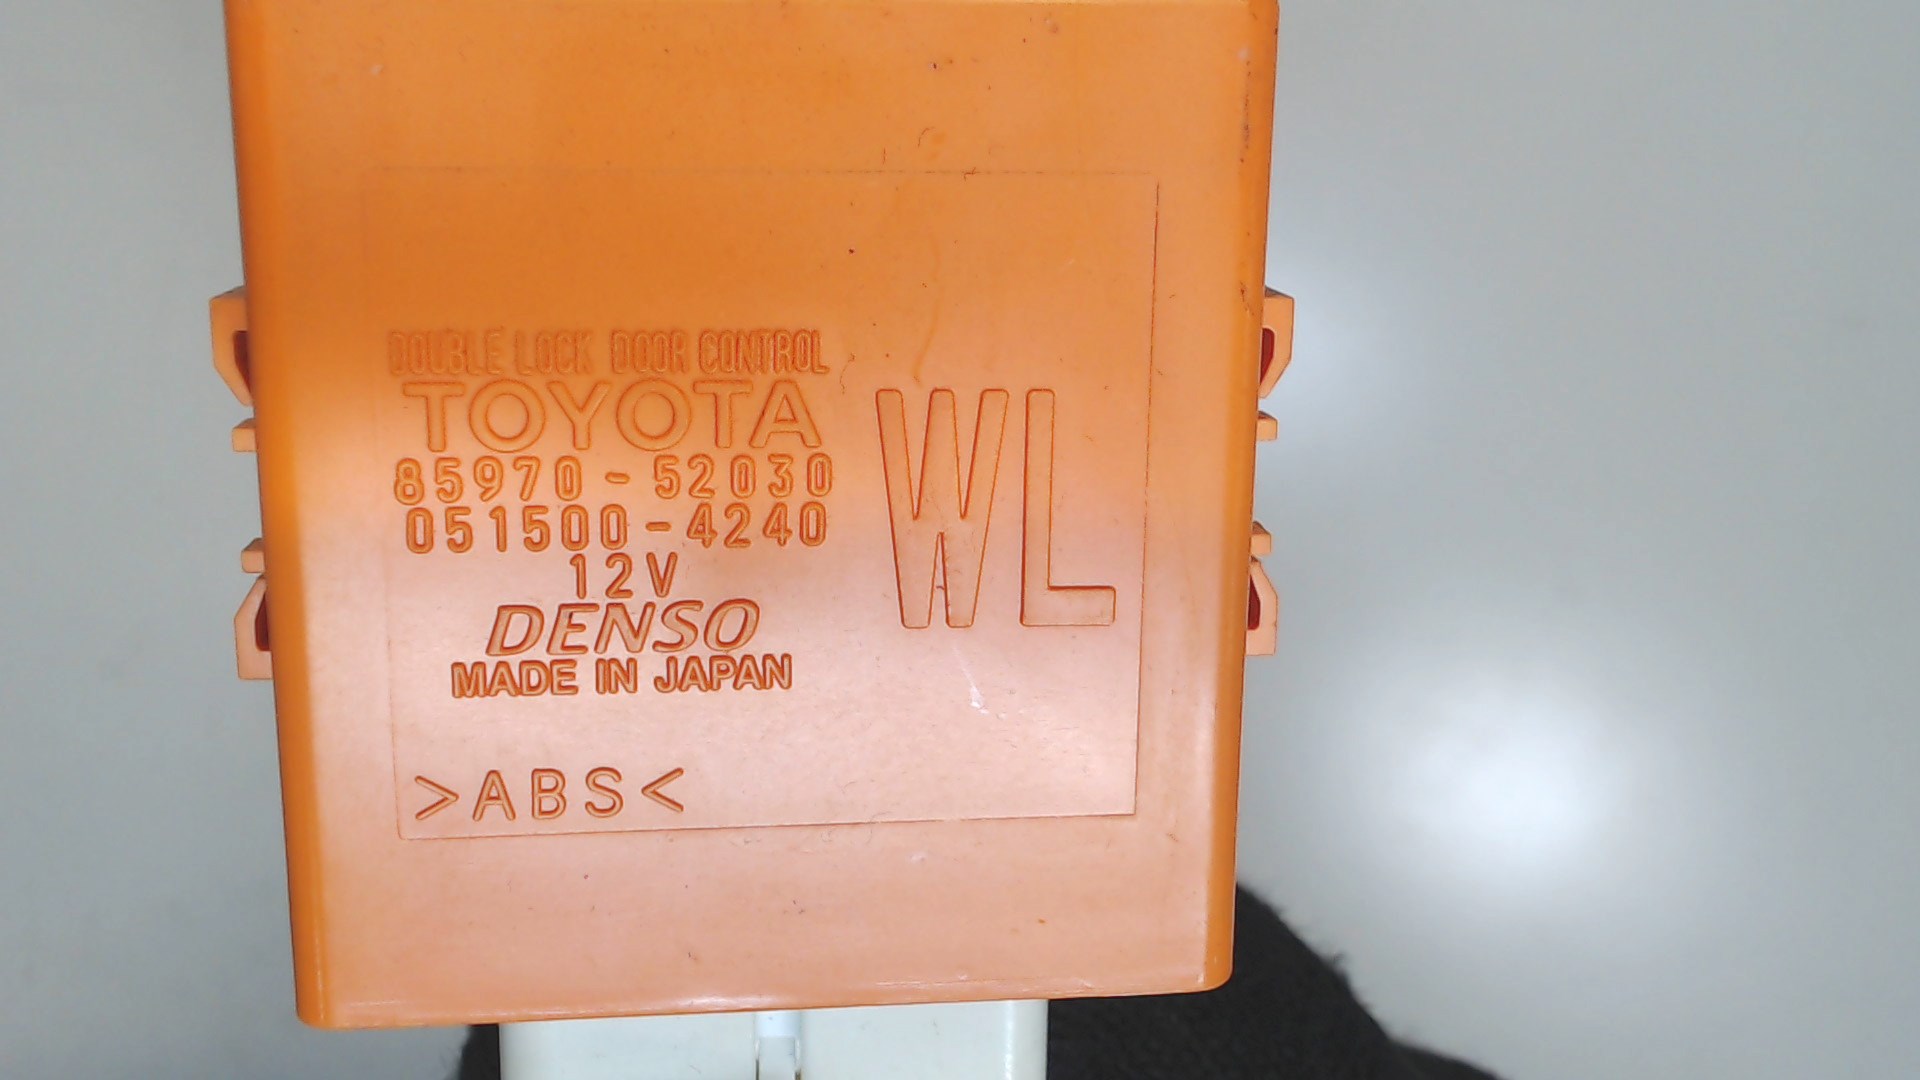 DOUBLE LOCK DOOR CONTROL
TOYOTA
85970-52030
051500-4240
12V
DENSO
MADE IN JAPAN
WL
>ABS<